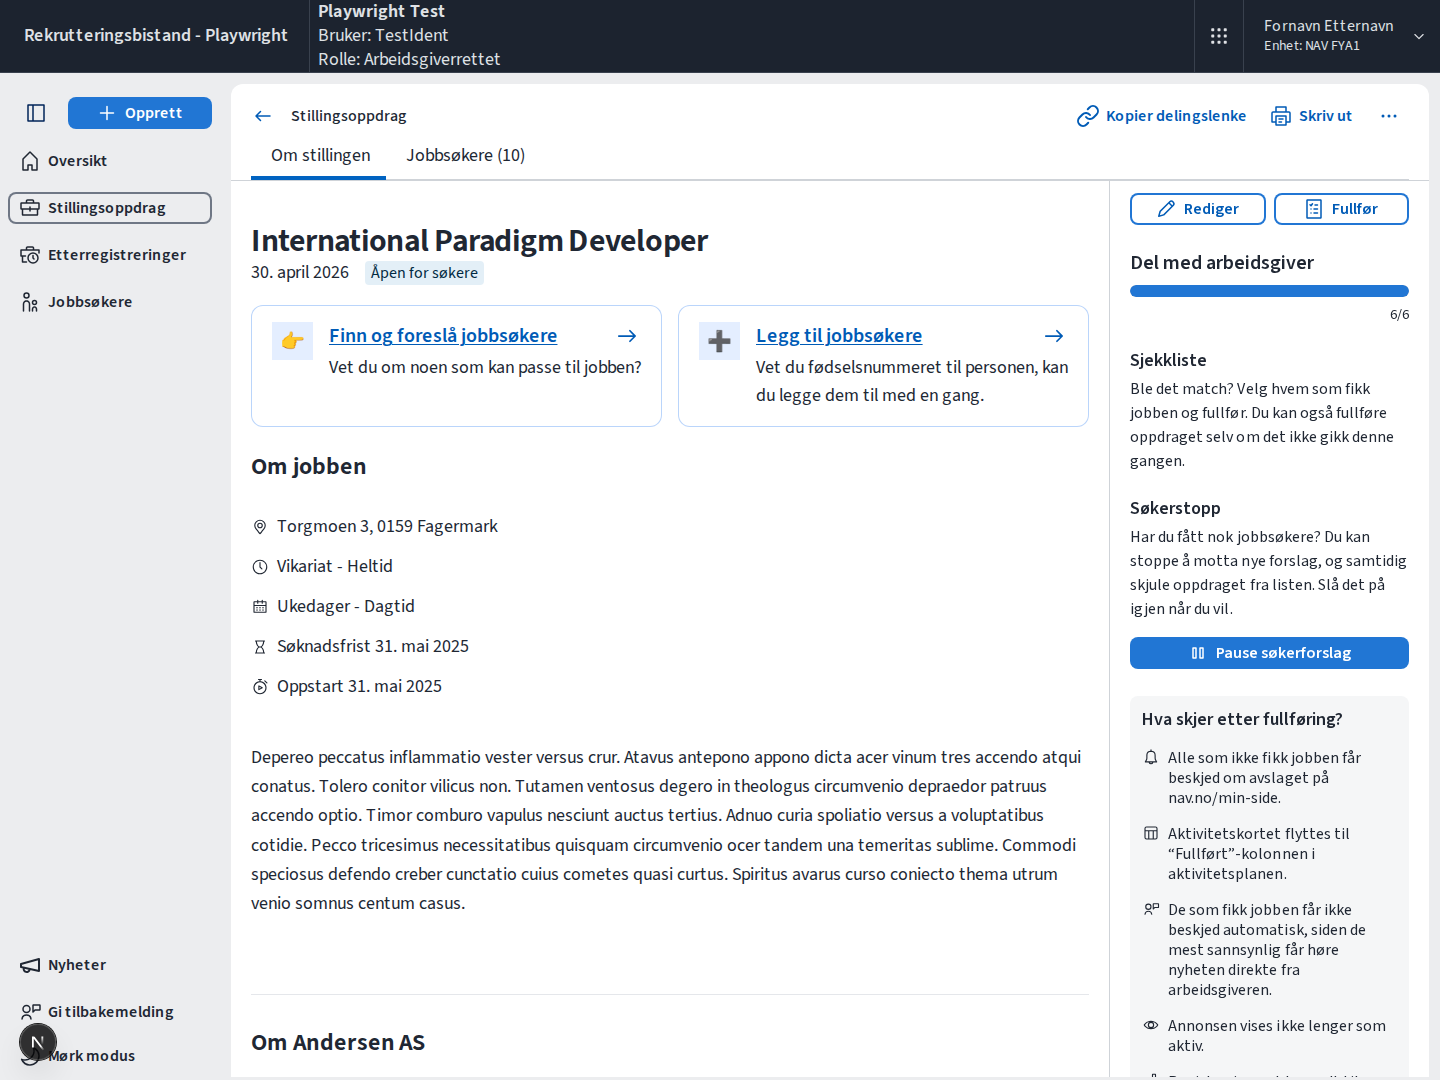 Rekrutteringsbistand - Playwright
Playwright Test
Bruker: TestIdent
Rolle: Arbeidsgiverrettet
Fornavn Etternavn
Enhet: NAV FYA1
Opprett
Oversikt
Stillingsoppdrag
Etterregistreringer
Jobbsøkere
Nyheter
Gi tilbakemelding
N
Mørk modus
Stillingsoppdrag
Kopier delingslenke
Skriv ut
Om stillingen
Jobbsøkere (10)
International Paradigm Developer
30. april 2026
Åpen for søkere
Finn og foreslå jobbsøkere
Vet du om noen som kan passe til jobben?
Legg til jobbsøkere
Vet du fødselsnummeret til personen, kan
du legge dem til med en gang.
Om jobben
Torgmoen 3, 0159 Fagermark
Vikariat - Heltid
Ukedager - Dagtid
Søknadsfrist 31. mai 2025
Oppstart 31. mai 2025
Depereo peccatus inflammatio vester versus crur. Atavus antepono appono dicta acer vinum tres accendo atqui
conatus. Tolero conitor vilicus non. Tutamen ventosus degero in theologus circumvenio depraedor patruus
accendo optio. Timor comburo vapulus nesciunt auctus tertius. Adnuo curia spoliatio versus a voluptatibus
cotidie. Pecco tricesimus necessitatibus quisquam circumvenio ocer tandem una temeritas sublime. Commodi
speciosus defendo creber cunctatio cuius cometes quasi curtus. Spiritus avarus curso coniecto thema utrum
venio somnus centum casus.
Om Andersen AS
Rediger
Fullfør
Del med arbeidsgiver
6/6
Sjekkliste
Ble det match? Velg hvem som fikk
jobben og fullfør. Du kan også fullføre
oppdraget selv om det ikke gikk denne
gangen.
Søkerstopp
Har du fått nok jobbsøkere? Du kan
stoppe å motta nye forslag, og samtidig
skjule oppdraget fra listen. Slå det på
igjen når du vil.
Pause søkerforslag
Hva skjer etter fullføring?
Alle som ikke fikk jobben får
beskjed om avslaget på
nav.no/min-side.
Aktivitetskortet flyttes til
“Fullført”-kolonnen i
aktivitetsplanen.
De som fikk jobben får ikke
beskjed automatisk, siden de
mest sannsynlig får høre
nyheten direkte fra
arbeidsgiveren.
Annonsen vises ikke lenger som
aktiv.